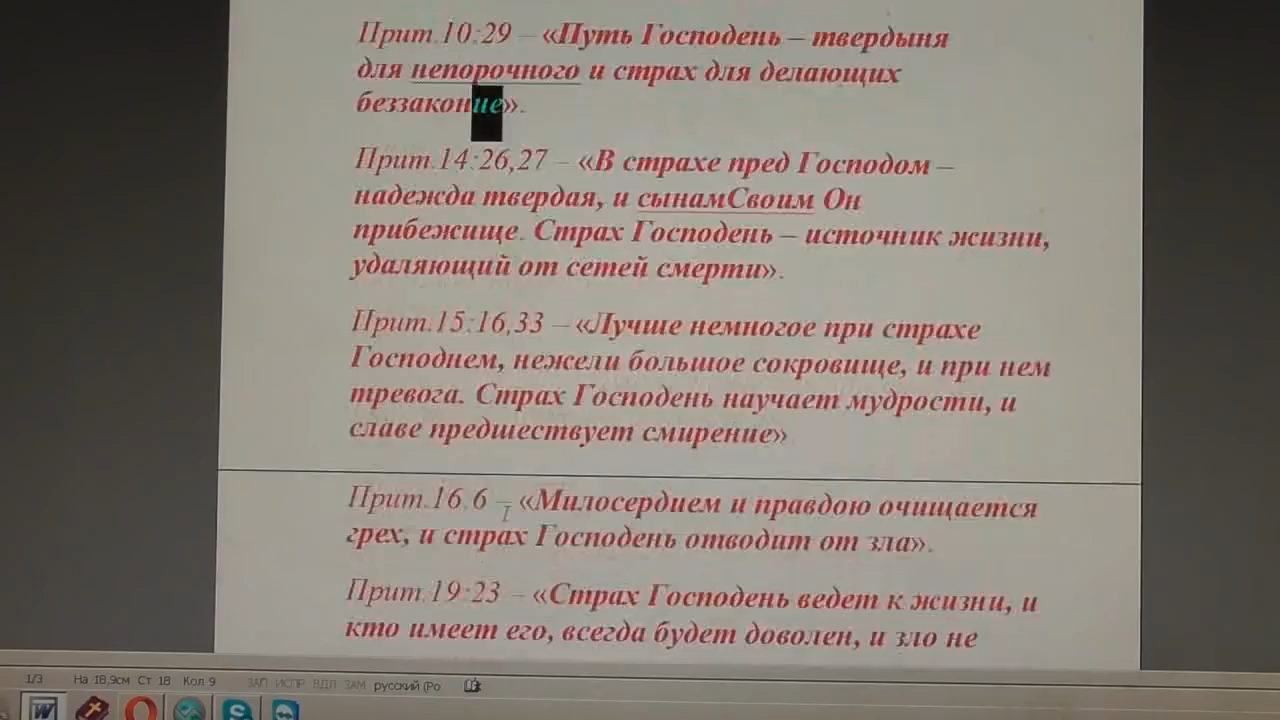 Прит.10:29 – «Путь Господень – твердыня
для непорочного и страх для делающих
беззаконие».
Прит.14:26,27 – «В страхе пред Господом –
надежда твердая, и сынамСвоим Он
прибежище. Страх Господень – источник жизни,
удаляющий от сетей смерти».
Прит.15:16,33 – «Лучше немногое при страхе
Господнем, нежели большое сокровище, и при нем
тревога. Страх Господень научает мудрости, и
славе предшествует смирение»
Прит.16.6 – «Милосердием и правдою очищается
грех, и страх Господень отводит от зла».
Прит.19:23 – «Страх Господень ведет к жизни, и
кто имеет его, всегда будет доволен, и зло не
1/3 На 18,9см Ст 18 Кол 9 ЗАП ИСПР ВДЛ ЗАМ русский (Ро
W S